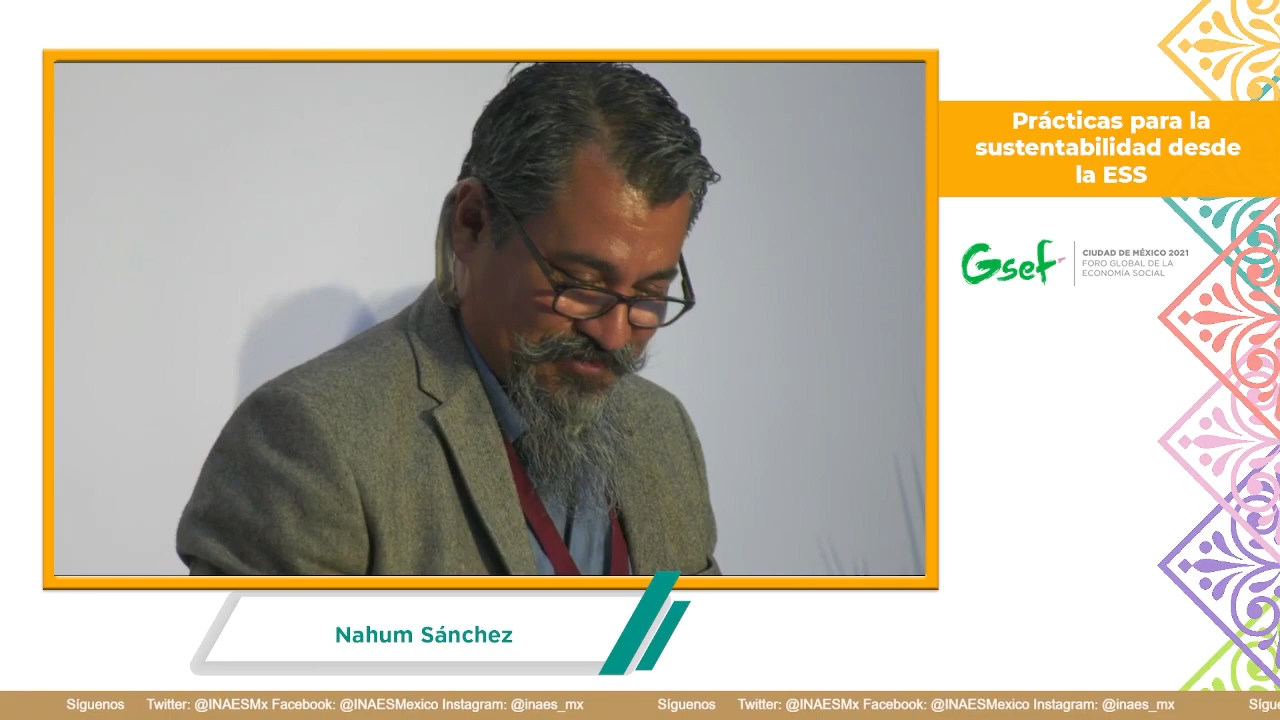 Prácticas para la
sustentabilidad desde
la ESS
Gsef
CIUDAD DE MÉXICO 2021
FORO GLOBAL DE LA
ECONOMÍA SOCIAL
Nahum Sánchez
Síguenos Twitter: @INAESMx Facebook: @INAESMexico Instagram: @inaes_mx Síguenos Twitter: @INAESMx Facebook: @INAESMexico Instagram: @inaes_mx Sígu